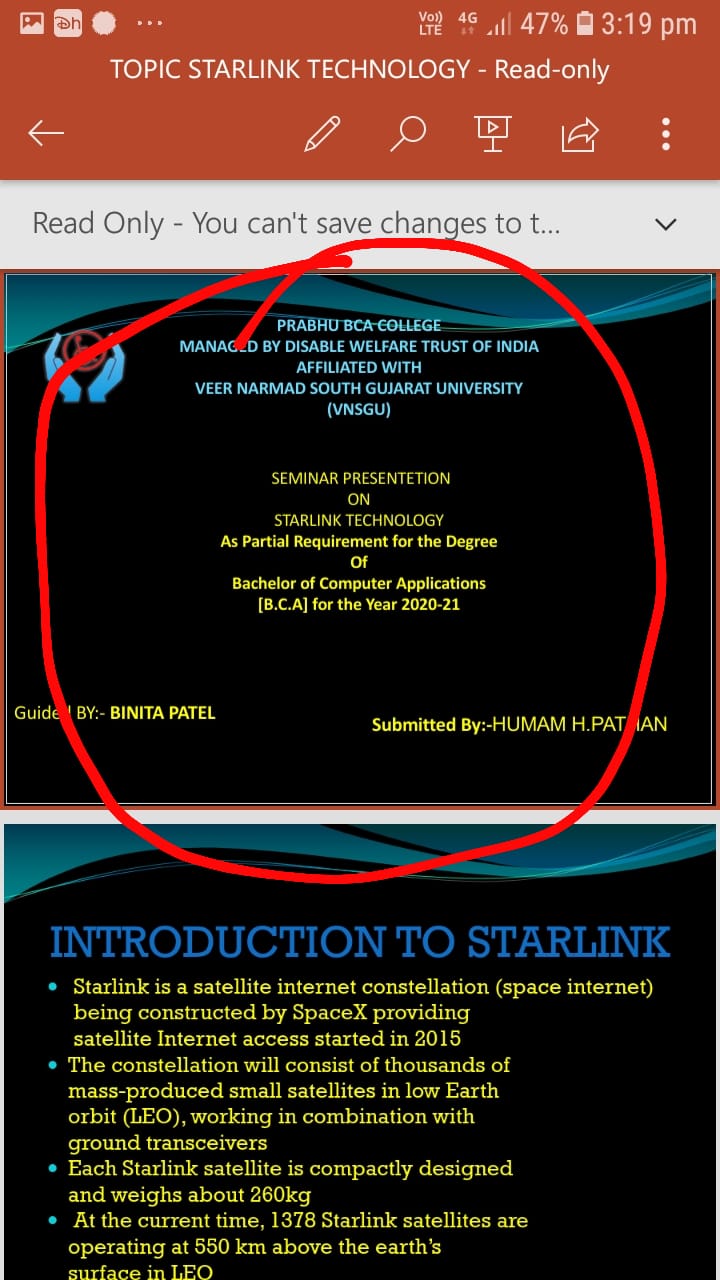 Vo)) LTE 4G 47% 3:19 pm
TOPIC STARLINK TECHNOLOGY - Read-only
Read Only - You can't save changes to t...
PRABHU BCA COLLEGE
MANAGED BY DISABLE WELFARE TRUST OF INDIA
AFFILIATED WITH
VEER NARMAD SOUTH GUJARAT UNIVERSITY
(VNSGU)
SEMINAR PRESENTETION
ON
STARLINK TECHNOLOGY
As Partial Requirement for the Degree
Of
Bachelor of Computer Applications
[B.C.A] for the Year 2020-21
Guided BY:- BINITA PATEL
Submitted By:-HUMAM H.PATHAN
INTRODUCTION TO STARLINK
• Starlink is a satellite internet constellation (space internet)
being constructed by SpaceX providing
satellite Internet access started in 2015
• The constellation will consist of thousands of
mass-produced small satellites in low Earth
orbit (LEO), working in combination with
ground transceivers
• Each Starlink satellite is compactly designed
and weighs about 260kg
• At the current time, 1378 Starlink satellites are
operating at 550 km above the earth's
surface in LEO